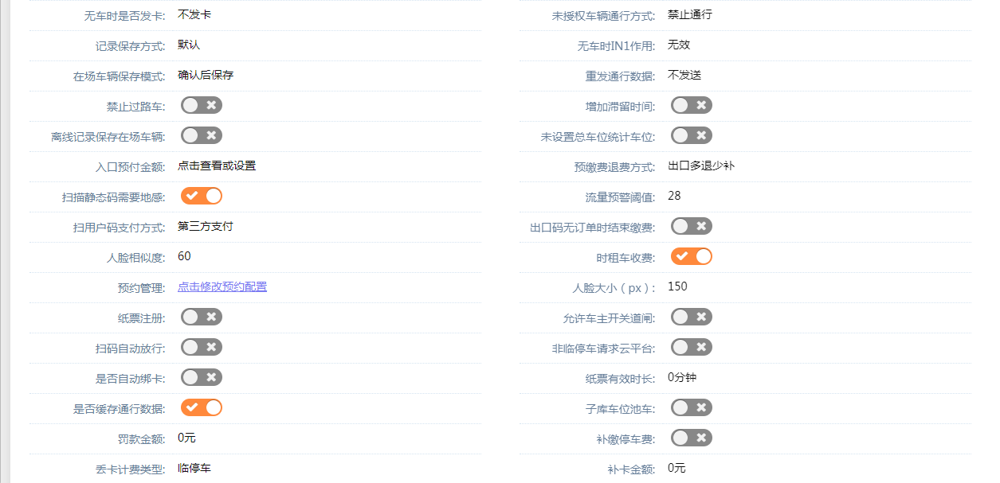 无车时是否发卡: 不发卡
未授权车辆通行方式: 禁止通行
记录保存方式: 默认
无车时IN1作用: 无效
在场车辆保存模式: 确认后保存
重发通行数据: 不发送
禁止过路车:
增加滞留时间:
离线记录保存在场车辆:
未设置总车位统计车位:
入口预付金额: 点击查看或设置
预缴费退费方式: 出口多退少补
扫描静态码需要地感:
流量预警阈值: 28
扫用户码支付方式: 第三方支付
出口码无订单时结束缴费:
人脸相似度: 60
时租车收费:
预约管理: 点击修改预约配置
人脸大小（px）: 150
纸票注册:
允许车主开关道闸:
扫码自动放行:
非临停车请求云平台:
是否自动绑卡:
纸票有效时长: 0分钟
是否缓存通行数据:
子库车位池车:
罚款金额: 0元
补缴停车费:
丢卡计费类型: 临停车
补卡金额: 0元